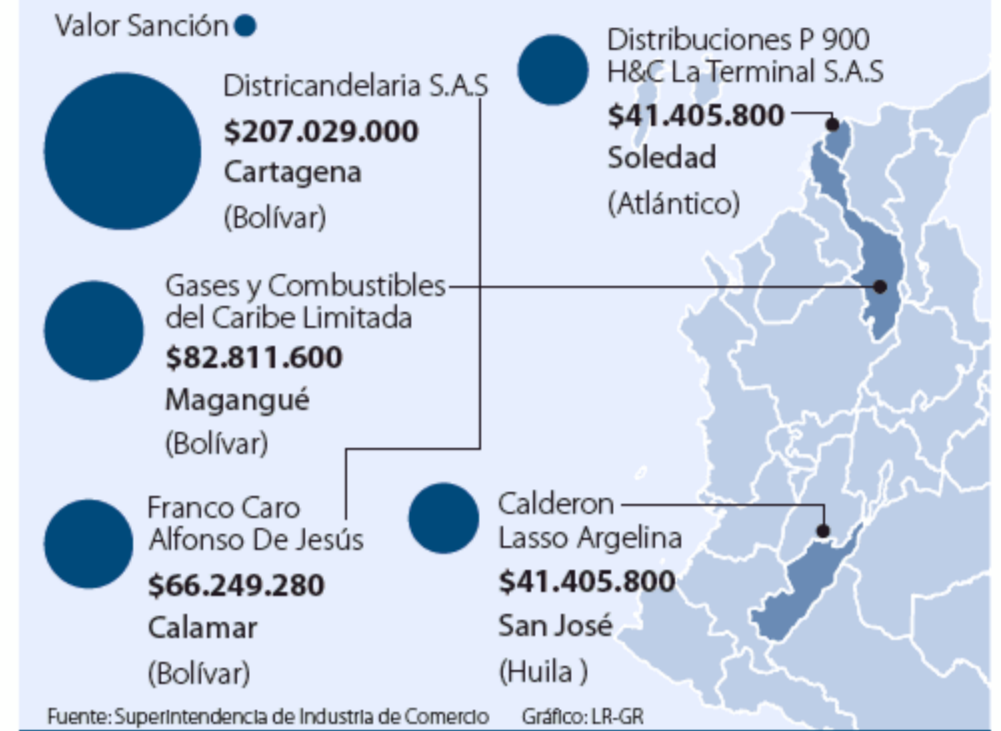 Valor Sanción
Districandelaria S.A.S
$207.029.000
Cartagena
(Bolívar)
Distribuciones P 900
H&C La Terminal S.A.S
$41.405.800
Soledad
(Atlántico)
Gases y Combustibles
del Caribe Limitada
$82.811.600
Magangué
(Bolívar)
Franco Caro
Alfonso De Jesús
$66.249.280
Calamar
(Bolívar)
Calderon
Lasso Argelina
$41.405.800
San José
(Huila )
Fuente: Superintendencia de Industria de Comercio
Gráfico: LR-GR